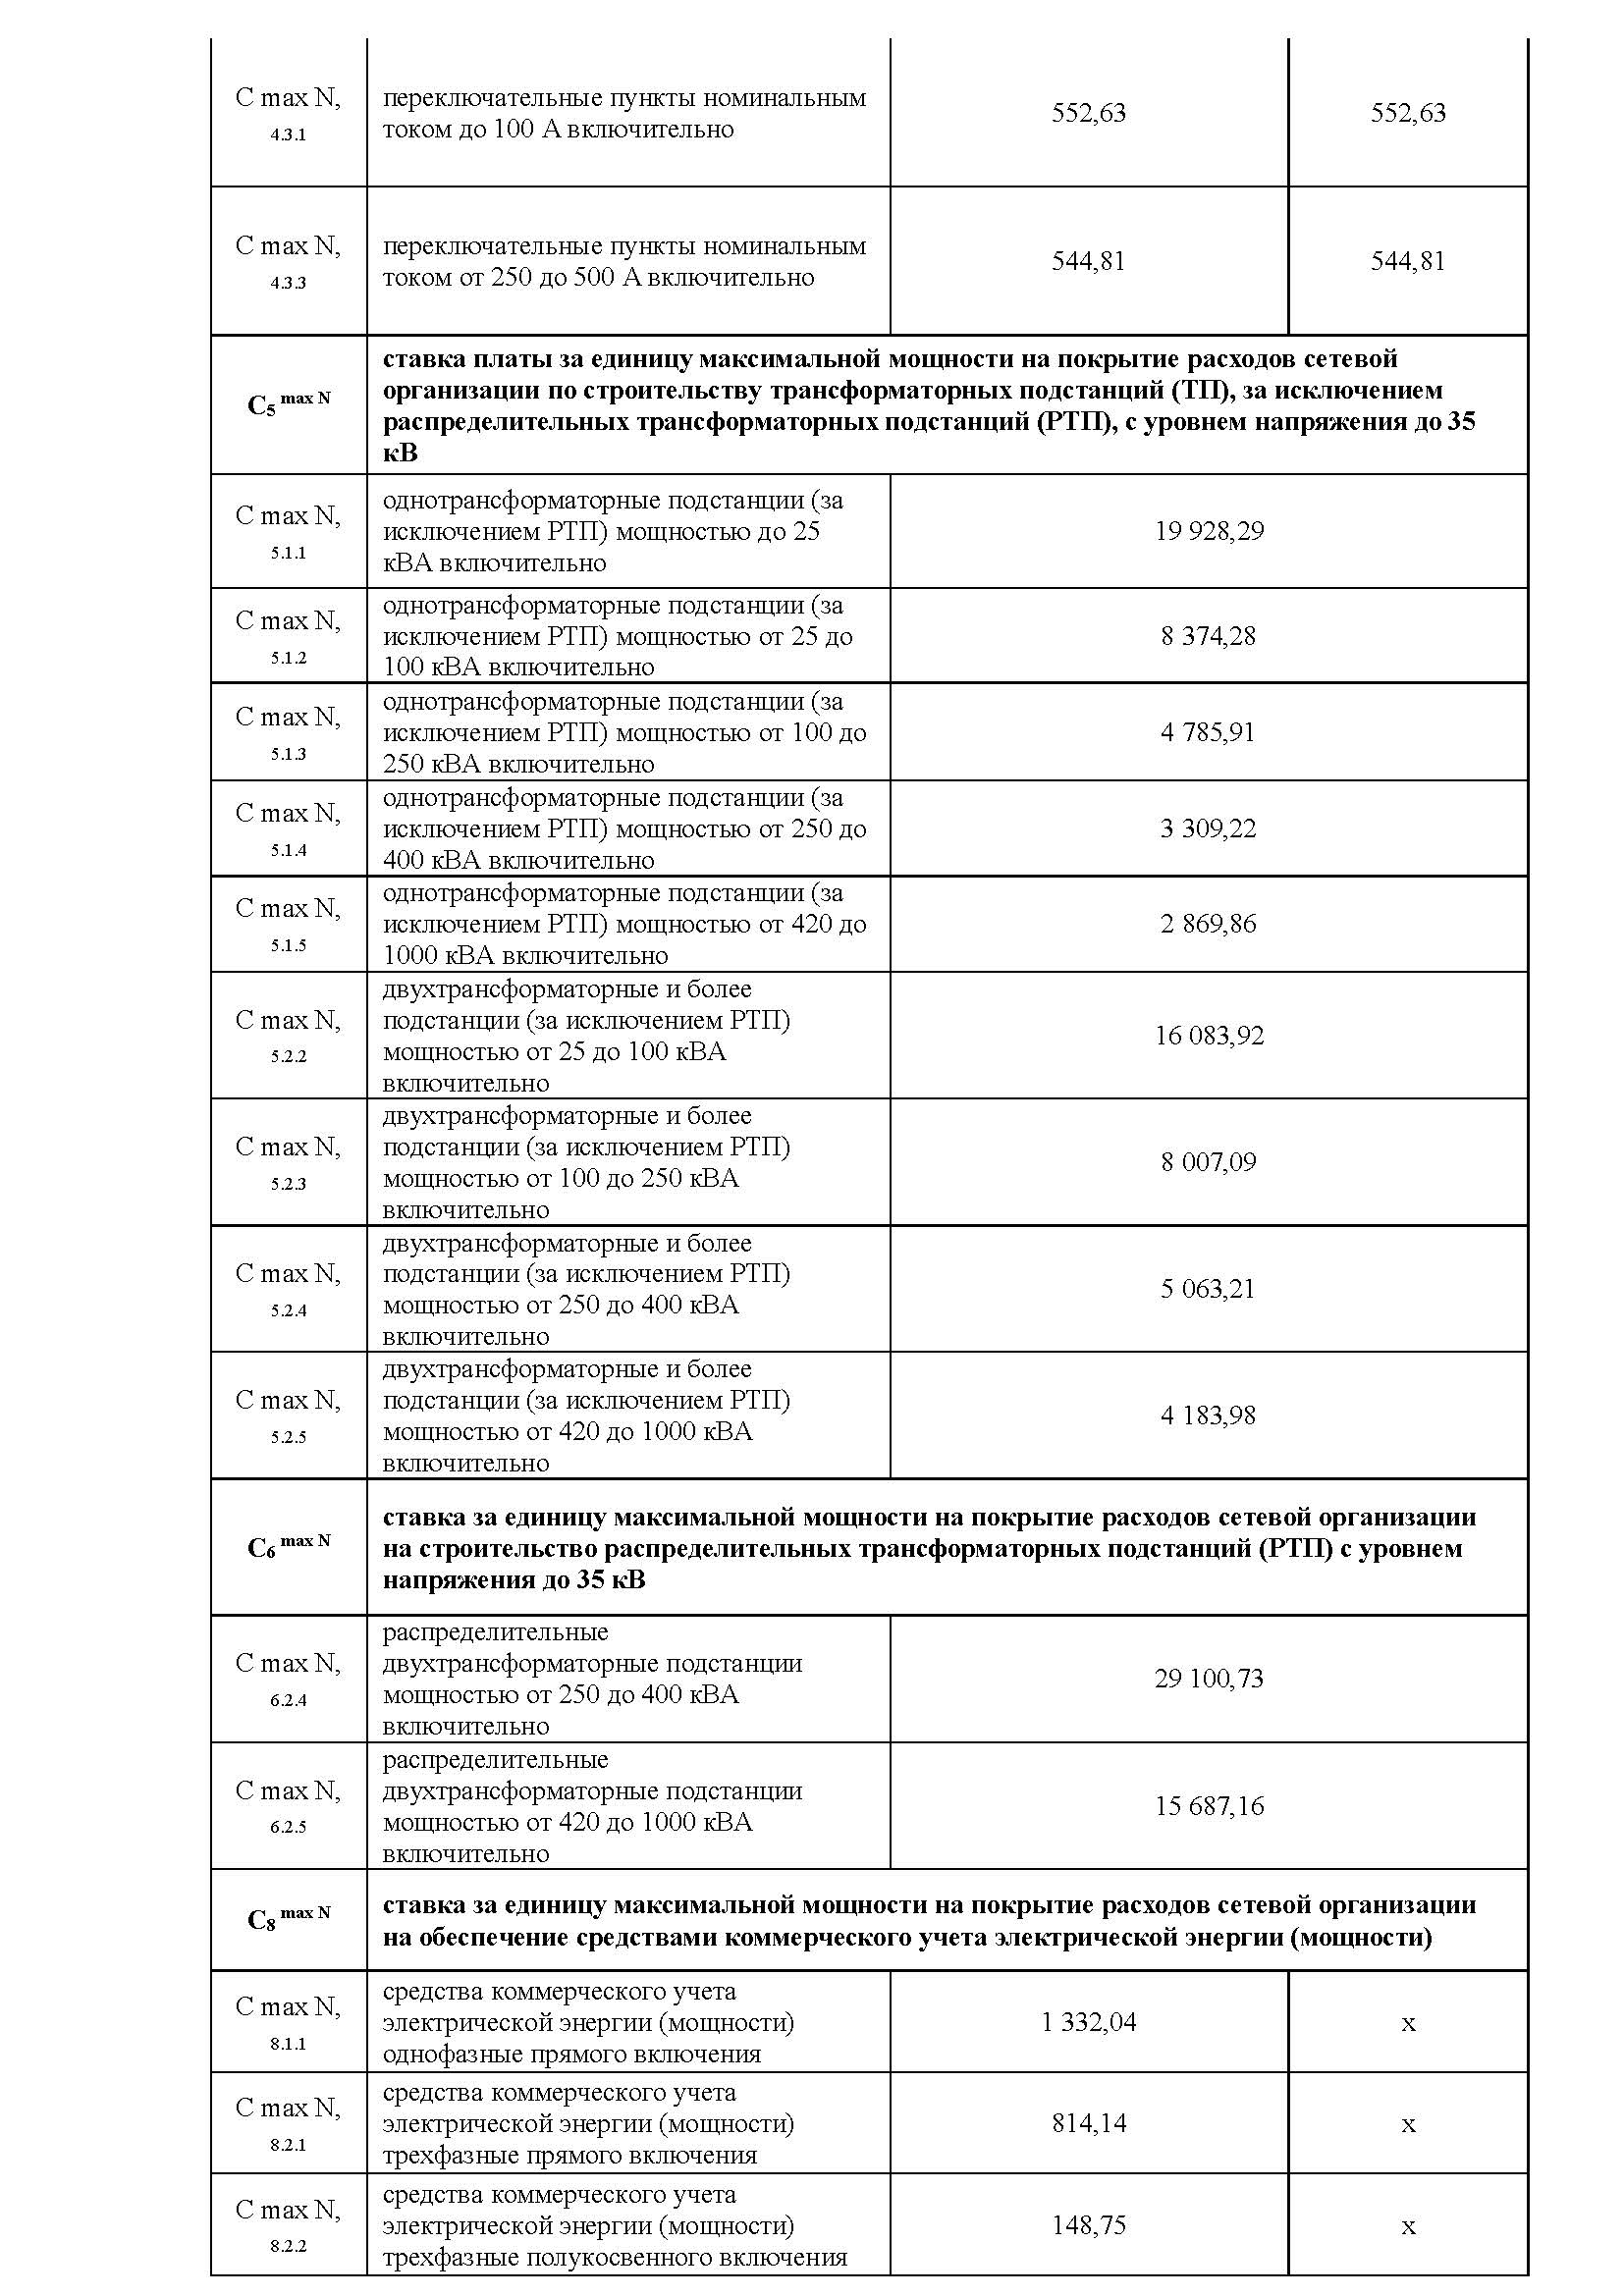 C max N,
4.3.1
переключательные пункты номинальным
током до 100 А включительно
552,63
552,63
C max N,
4.3.3
переключательные пункты номинальным
током от 250 до 500 А включительно
544,81
544,81
C5 max N
ставка платы за единицу максимальной мощности на покрытие расходов сетевой
организации по строительству трансформаторных подстанций (ТП), за исключением
распределительных трансформаторных подстанций (РТП), с уровнем напряжения до 35
кВ
C max N,
5.1.1
однотрансформаторные подстанции (за
исключением РТП) мощностью до 25
кВА включительно
19 928,29
C max N,
5.1.2
однотрансформаторные подстанции (за
исключением РТП) мощностью от 25 до
100 кВА включительно
8 374,28
C max N,
5.1.3
однотрансформаторные подстанции (за
исключением РТП) мощностью от 100 до
250 кВА включительно
4 785,91
C max N,
5.1.4
однотрансформаторные подстанции (за
исключением РТП) мощностью от 250 до
400 кВА включительно
3 309,22
C max N,
5.1.5
однотрансформаторные подстанции (за
исключением РТП) мощностью от 420 до
1000 кВА включительно
2 869,86
C max N,
5.2.2
двухтрансформаторные и более
подстанции (за исключением РТП)
мощностью от 25 до 100 кВА
включительно
16 083,92
C max N,
5.2.3
двухтрансформаторные и более
подстанции (за исключением РТП)
мощностью от 100 до 250 кВА
включительно
8 007,09
C max N,
5.2.4
двухтрансформаторные и более
подстанции (за исключением РТП)
мощностью от 250 до 400 кВА
включительно
5 063,21
C max N,
5.2.5
двухтрансформаторные и более
подстанции (за исключением РТП)
мощностью от 420 до 1000 кВА
включительно
4 183,98
C6 max N
ставка за единицу максимальной мощности на покрытие расходов сетевой организации
на строительство распределительных трансформаторных подстанций (РТП) с уровнем
напряжения до 35 кВ
C max N,
6.2.4
распределительные
двухтрансформаторные подстанции
мощностью от 250 до 400 кВА
включительно
29 100,73
C max N,
6.2.5
распределительные
двухтрансформаторные подстанции
мощностью от 420 до 1000 кВА
включительно
15 687,16
C8 max N
ставка за единицу максимальной мощности на покрытие расходов сетевой организации
на обеспечение средствами коммерческого учета электрической энергии (мощности)
C max N,
8.1.1
средства коммерческого учета
электрической энергии (мощности)
однофазные прямого включения
1 332,04
х
C max N,
8.2.1
средства коммерческого учета
электрической энергии (мощности)
трехфазные прямого включения
814,14
х
C max N,
8.2.2
средства коммерческого учета
электрической энергии (мощности)
трехфазные полукосвенного включения
148,75
х